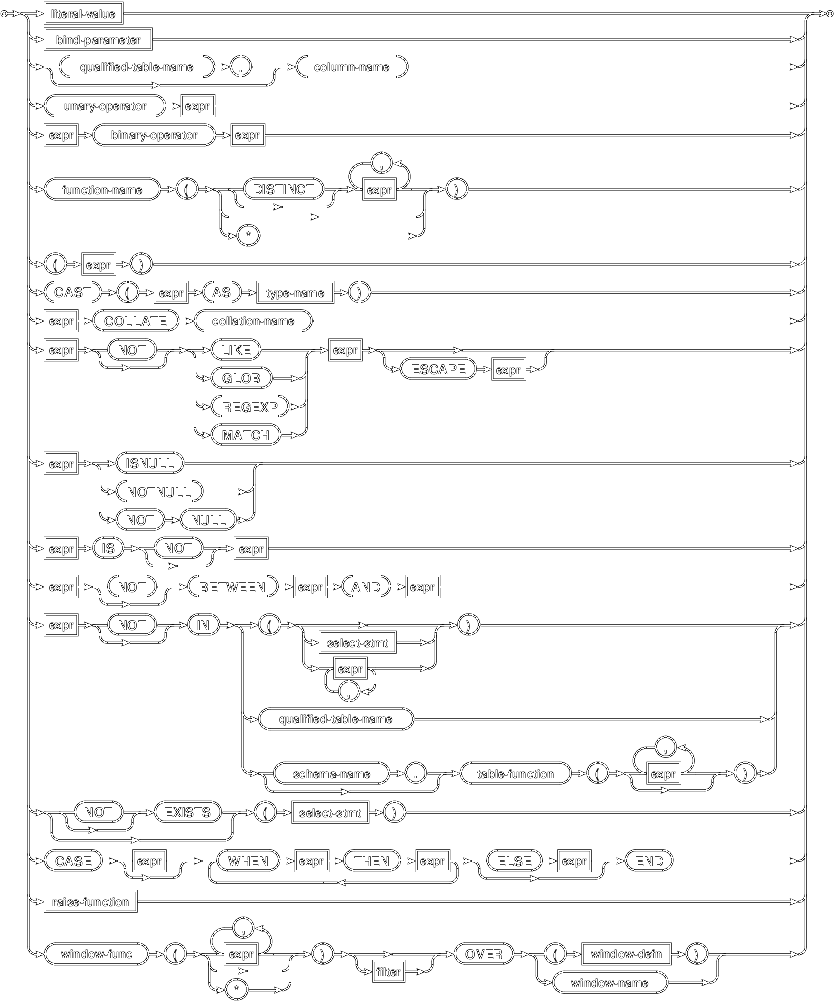 literal-value
bind-parameter
qualified-table-name . column-name
unary-operator expr
expr binary-operator expr
,
function-name ( DISTINCT expr )
*
( expr )
CAST ( expr AS type-name )
expr COLLATE collation-name
expr NOT LIKE expr
GLOB ESCAPE expr
REGEXP
MATCH
expr ISNULL
NOTNULL
NOT NULL
expr IS NOT expr
expr NOT BETWEEN expr AND expr
expr NOT IN ( )
select-stmt
expr
,
qualified-table-name
,
schema-name . table-function ( expr )
NOT EXISTS ( select-stmt )
CASE expr WHEN expr THEN expr ELSE expr END
raise-function
,
window-func ( expr ) OVER ( window-defn )
filter
* window-name